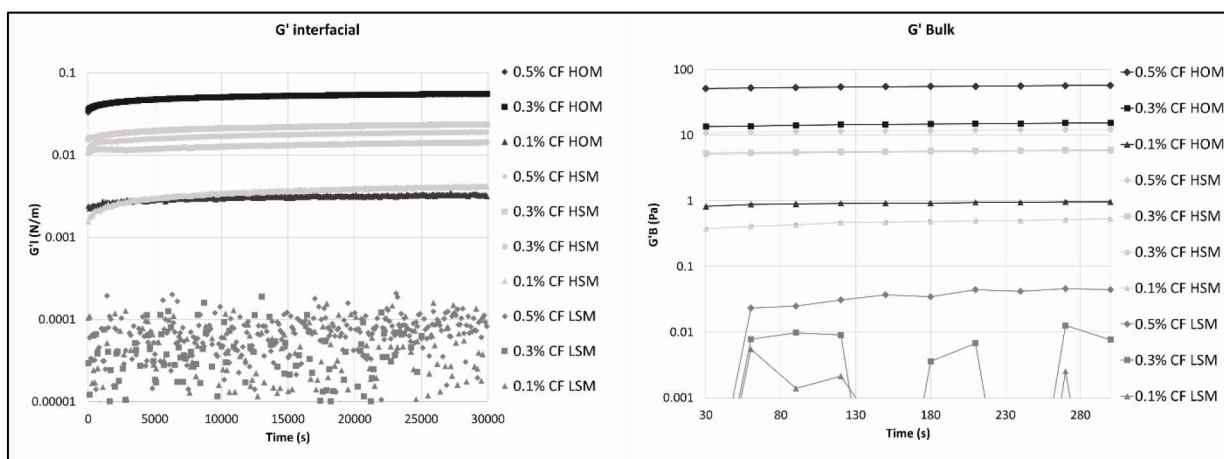 G' interfacial
0.1
0.01
0.001
0.0001
0.00001
G'I (N/m)
0
5000
10000
15000
20000
25000
30000
Time (s)
0.5% CF HOM
0.3% CF HOM
0.1% CF HOM
0.5% CF HSM
0.3% CF HSM
0.3% CF HSM
0.1% CF HSM
0.5% CF LSM
0.3% CF LSM
0.1% CF LSM
G' Bulk
100
10
1
0.1
0.01
0.001
G'B (Pa)
30
80
130
180
230
280
Time (s)
0.5% CF HOM
0.3% CF HOM
0.1% CF HOM
0.5% CF HSM
0.3% CF HSM
0.3% CF HSM
0.1% CF HSM
0.5% CF LSM
0.3% CF LSM
0.1% CF LSM